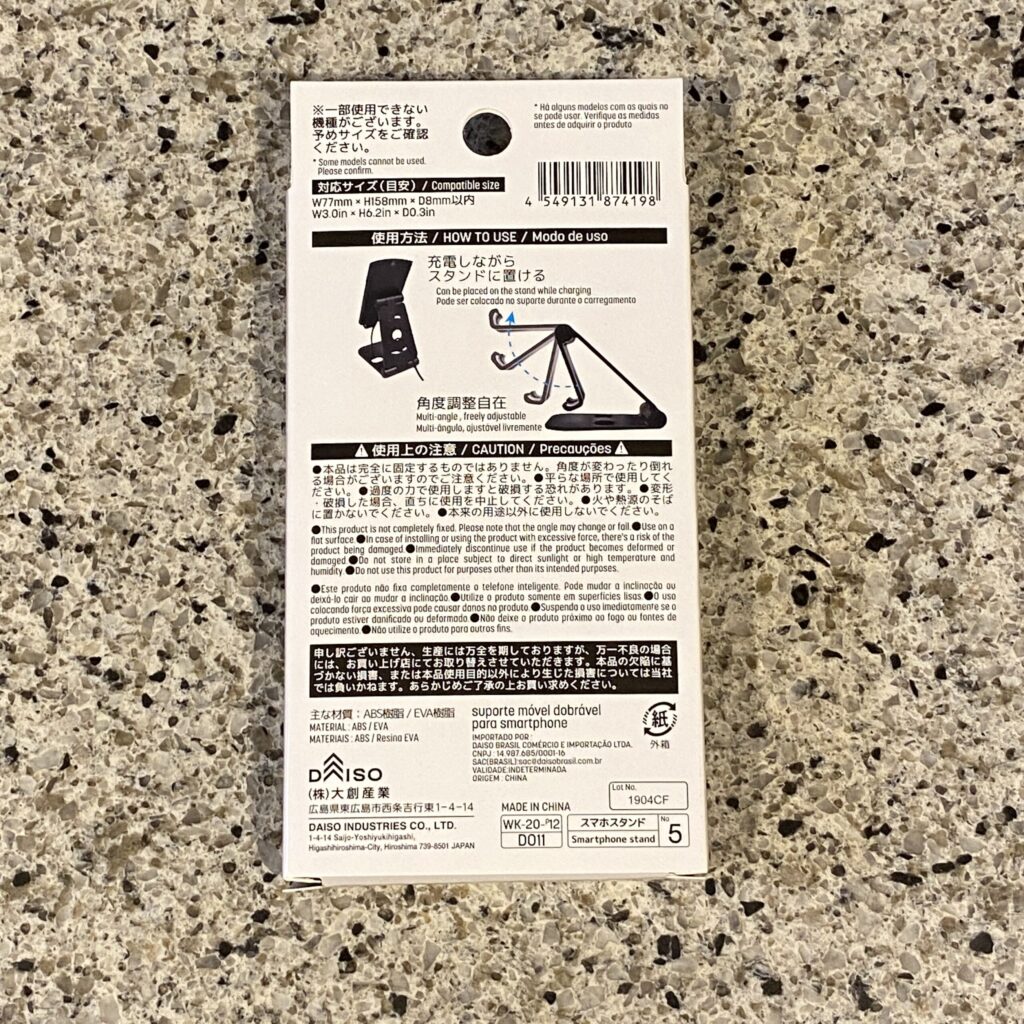 ※一部使用できない
機種がございます。
予めサイズをご確認
ください。
* Some models cannot be used.
Please confirm.
* Há alguns modelos com as quais no
se pode usar. Verifique as medidas
antes de adquirir o produto
対応サイズ(目安) / Compatible size
W77mm × H158mm × D8mm以内
W3.0in × H6.2in × D0.3in
4 549131 874198
使用方法 / HOW TO USE / Modo de uso
充電しながら
スタンドに置ける
Can be placed on the stand while charging
Pode ser colocado no suporte durante o carregamento
角度調整自在
Multi-angle , freely adjustable
Multi-ângulo, ajustável livremente
⚠使用上の注意 / CAUTION / Precauções⚠
●本品は完全に固定するものではありません。角度が変わったり倒れ
る場合がございますのでご注意ください。●平らな場所で使用してく
ださい。●過度の力で使用しますと破損する恐れがあります。●変形
・破損した場合、直ちに使用を中止してください。●火や熱源のそば
に置かないでください。●本来の用途以外に使用しないでください。
●This product is not completely fixed. Please note that the angle may change or fall.●Use on a
flat surface.●In case of installing or using the product with excessive force, there's a risk of the
product being damaged.●Immediately discontinue use if the product becomes deformed or
damaged.●Do not store in a place subject to direct sunlight or high temperature and
humidity.●Do not use this product for purposes other than its intended purposes.
●Este produto não fixa completamente a telefone inteligente. Pode mudar a inclinação ou
deixá-lo cair ao mudar a inclinação.●Utilize o produto somente em superfícies lisas.●O uso
colocando força excessiva pode causar danos no produto.●Suspenda o uso imediatamente se o
produto estiver danificado ou deformado.●Não deixe o produto próximo ao fogo ou fontes de
aquecimento.●Não utilize o produto para outros fins.
申し訳ございません、生産には万全を期しておりますが、万一不良の場合
には、お買い上げ店にてお取り替えさせていただきます。本品の欠陥に基
づかない損害、または本品使用目的以外により生じた損害については当社
では負いかねます。あらかじめご了承の上お買い求めください。
主な材質:ABS樹脂 / EVA樹脂
MATERIAL : ABS / EVA
MATERIAIS : ABS / Resina EVA
suporte móvel dobrável
para smartphone
IMPORTADO POR :
DAISO BRASIL COMÉRCIO E IMPORTAÇÃO LTDA.
CNPJ : 14.987.685/0001-16
SAC(BRASIL):sac@daisobrasil.com.br
VALIDADE:INDETERMINADA
ORIGEM : CHINA
紙
外箱
DAISO
(株)大創産業
広島県東広島市西条吉行東1-4-14
DAISO INDUSTRIES CO., LTD.
1-4-14 Saijo-Yoshiyukihigashi,
Higashihiroshima-City, Hiroshima 739-8501 JAPAN
Lot No.
1904CF
MADE IN CHINA
WK-20-P12
D011
スマホスタンド
Smartphone stand
No
5